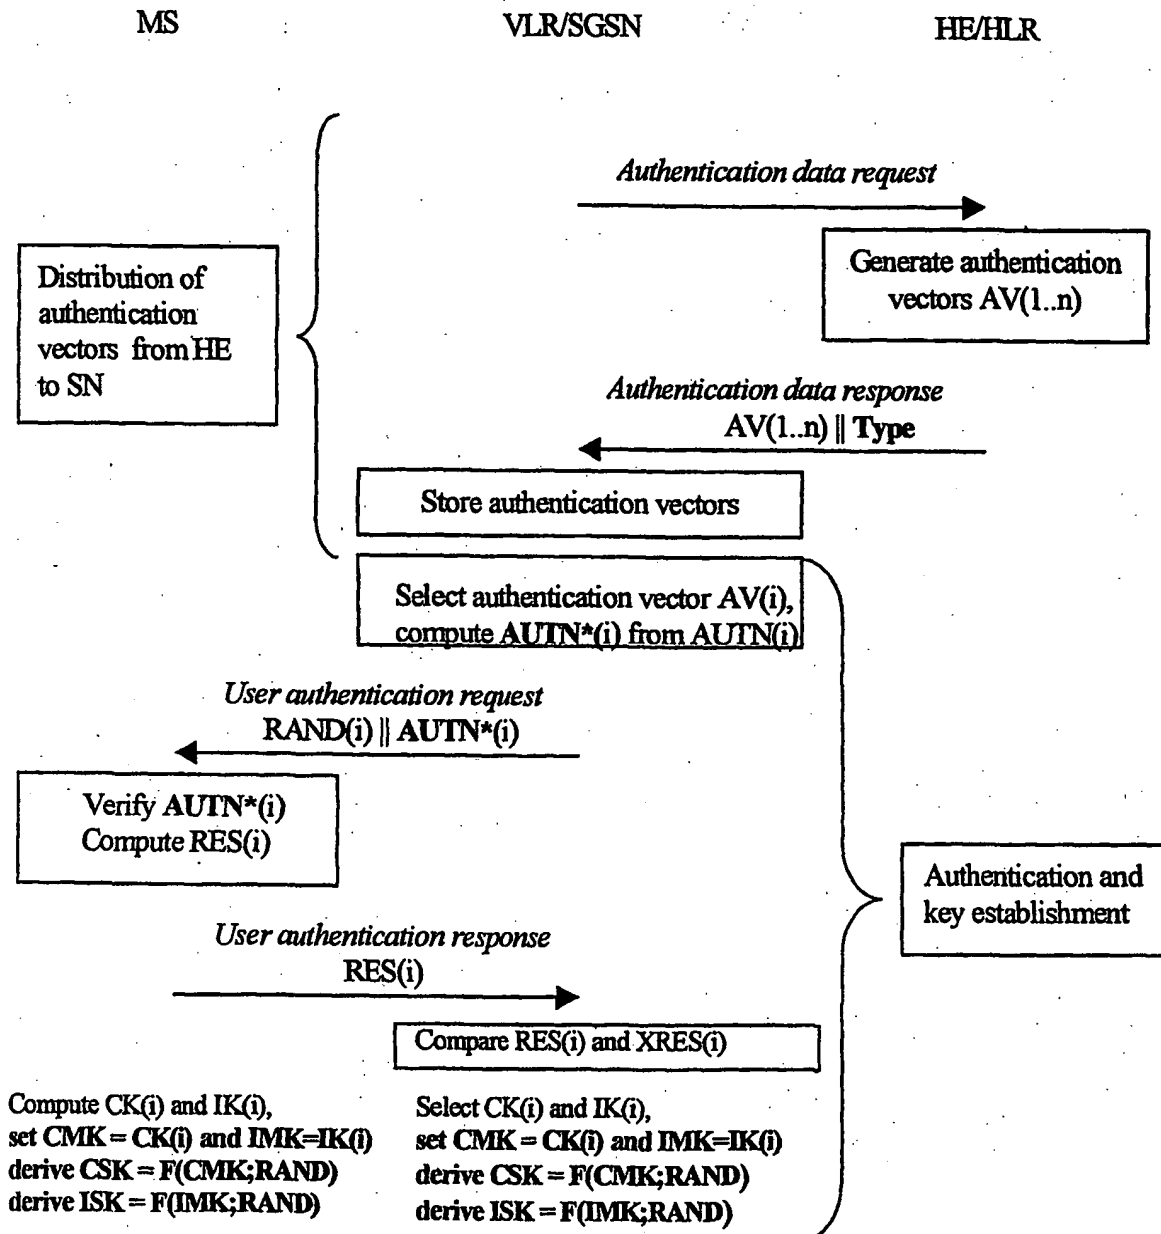 MS
VLR/SGSN
HE/HLR
Authentication data request
Generate authentication
vectors AV(1..n)
Distribution of
authentication
vectors from HE
to SN
Authentication data response
AV(1..n) || Type
Store authentication vectors
Select authentication vector AV(i),
compute AUTN*(i) from AUTN(i)
User authentication request
RAND(i) || AUTN*(i)
Verify AUTN*(i)
Compute RES(i)
Authentication and
key establishment
User authentication response
RES(i)
Compare RES(i) and XRES(i)
Compute CK(i) and IK(i),
set CMK = CK(i) and IMK=IK(i)
derive CSK = F(CMK;RAND)
derive ISK = F(IMK;RAND)
Select CK(i) and IK(i),
set CMK = CK(i) and IMK=IK(i)
derive CSK = F(CMK;RAND)
derive ISK = F(IMK;RAND)